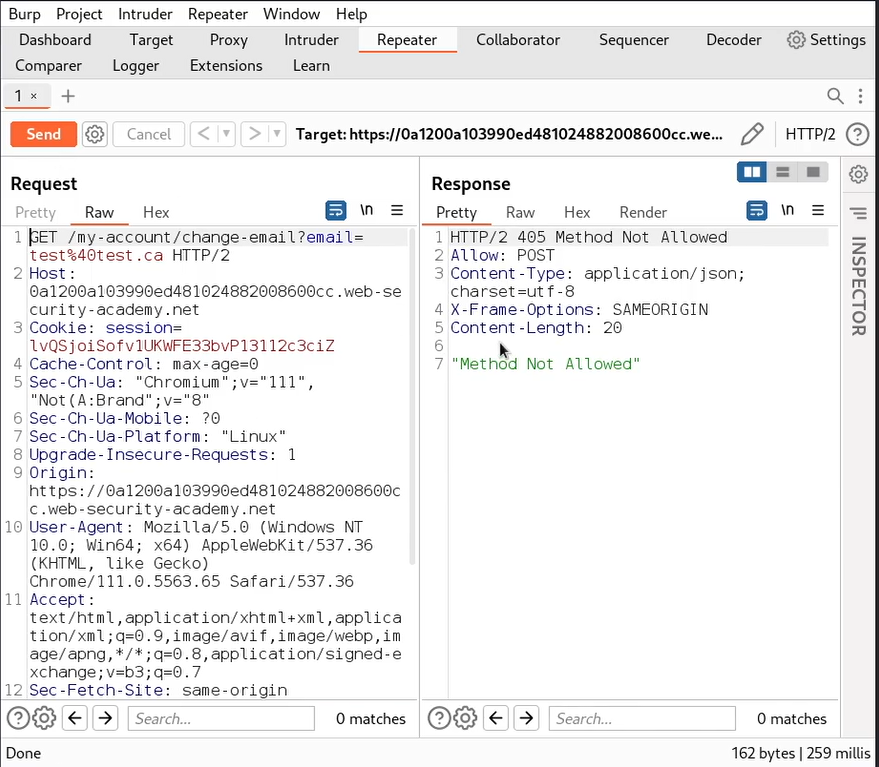 Burp Project Intruder Repeater Window Help
Dashboard Target Proxy Intruder Repeater Collaborator Sequencer Decoder Settings
Comparer Logger Extensions Learn
1 × +
Send Cancel < > Target: https://0a1200a103990ed481024882008600cc.we... HTTP/2 ?
Request
Pretty Raw Hex \n
1 GET /my-account/change-email?email=
test%40test.ca HTTP/2
2 Host:
0a1200a103990ed481024882008600cc.web-se
curity-academy.net
3 Cookie: session=
lvQSjoiSofv1UKWFE33bvP13112c3ciZ
4 Cache-Control: max-age=0
5 Sec-Ch-Ua: "Chromium";v="111",
"Not(A:Brand";v="8"
6 Sec-Ch-Ua-Mobile: ?0
7 Sec-Ch-Ua-Platform: "Linux"
8 Upgrade-Insecure-Requests: 1
9 Origin:
https://0a1200a103990ed481024882008600c
c.web-security-academy.net
10 User-Agent: Mozilla/5.0 (Windows NT
10.0; Win64; x64) AppleWebKit/537.36
(KHTML, like Gecko)
Chrome/111.0.5563.65 Safari/537.36
11 Accept:
text/html,application/xhtml+xml,applica
tion/xml;q=0.9,image/avif,image/webp,im
age/apng,*/*;q=0.8,application/signed-e
xchange;v=b3;q=0.7
12 Sec-Fetch-Site: same-origin
? Search... 0 matches
Response
Pretty Raw Hex Render \n
1 HTTP/2 405 Method Not Allowed
2 Allow: POST
3 Content-Type: application/json;
charset=utf-8
4 X-Frame-Options: SAMEORIGIN
5 Content-Length: 20
6
7 "Method Not Allowed"
? Search... 0 matches
INSPECTOR
Done 162 bytes | 259 millis